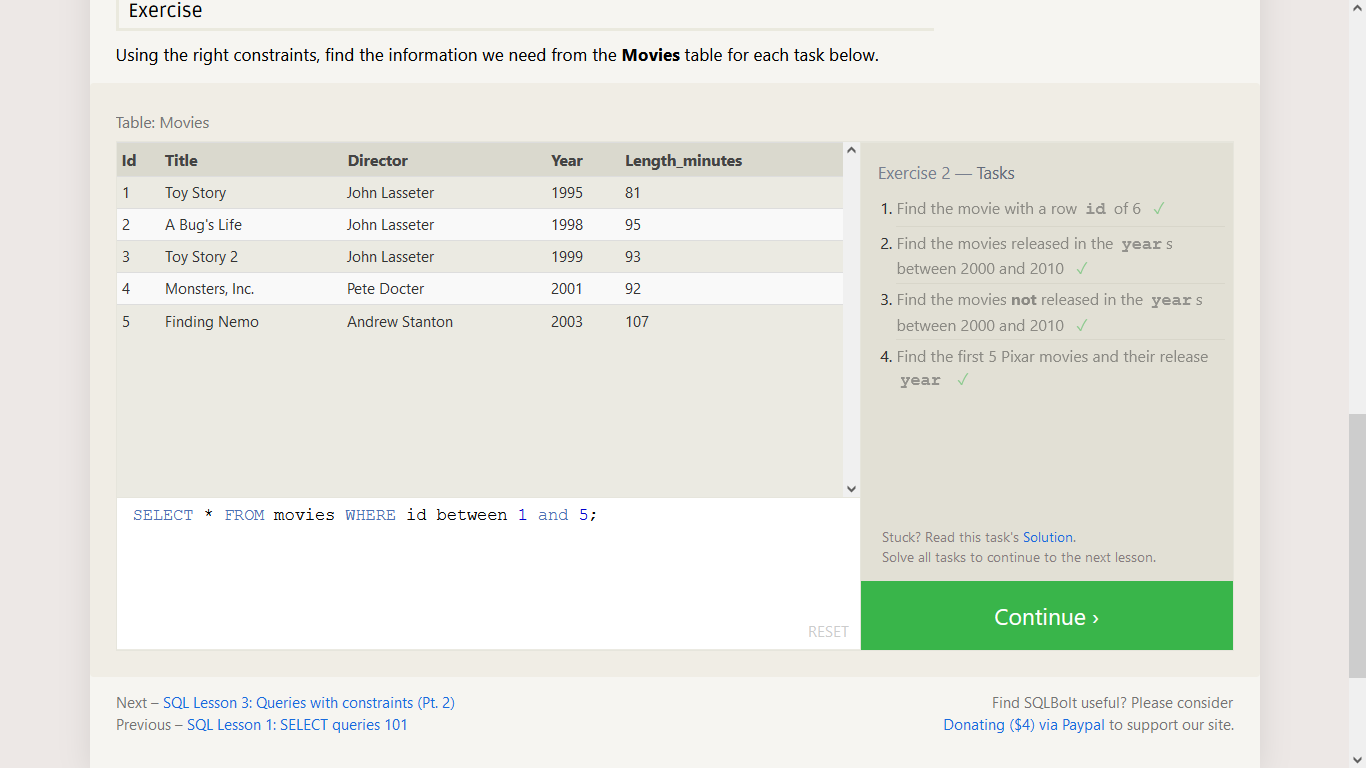 Exercise
Using the right constraints, find the information we need from the Movies table for each task below.
Table: Movies
Id Title Director Year Length_minutes
1 Toy Story John Lasseter 1995 81
2 A Bug's Life John Lasseter 1998 95
3 Toy Story 2 John Lasseter 1999 93
4 Monsters, Inc. Pete Docter 2001 92
5 Finding Nemo Andrew Stanton 2003 107
SELECT * FROM movies WHERE id between 1 and 5;
RESET
Exercise 2 — Tasks
1. Find the movie with a row id of 6 ✓
2. Find the movies released in the year s
between 2000 and 2010 ✓
3. Find the movies not released in the year s
between 2000 and 2010 ✓
4. Find the first 5 Pixar movies and their release
year ✓
Stuck? Read this task's Solution.
Solve all tasks to continue to the next lesson.
Continue ›
Next – SQL Lesson 3: Queries with constraints (Pt. 2)
Previous – SQL Lesson 1: SELECT queries 101
Find SQLBolt useful? Please consider
Donating ($4) via Paypal to support our site.